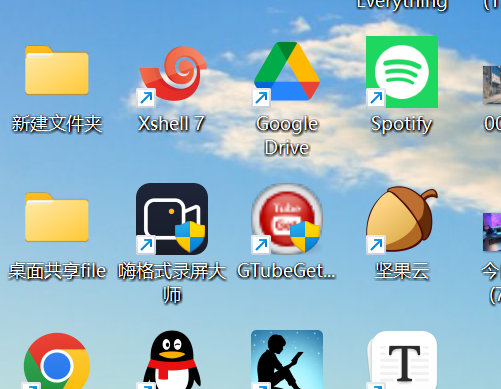 Everything
新建文件夹
Xshell 7
Google
Drive
Spotify
00
桌面共享file
嗨格式录屏大
师
Tube
Get
GTubeGet...
坚果云
今
(7
T